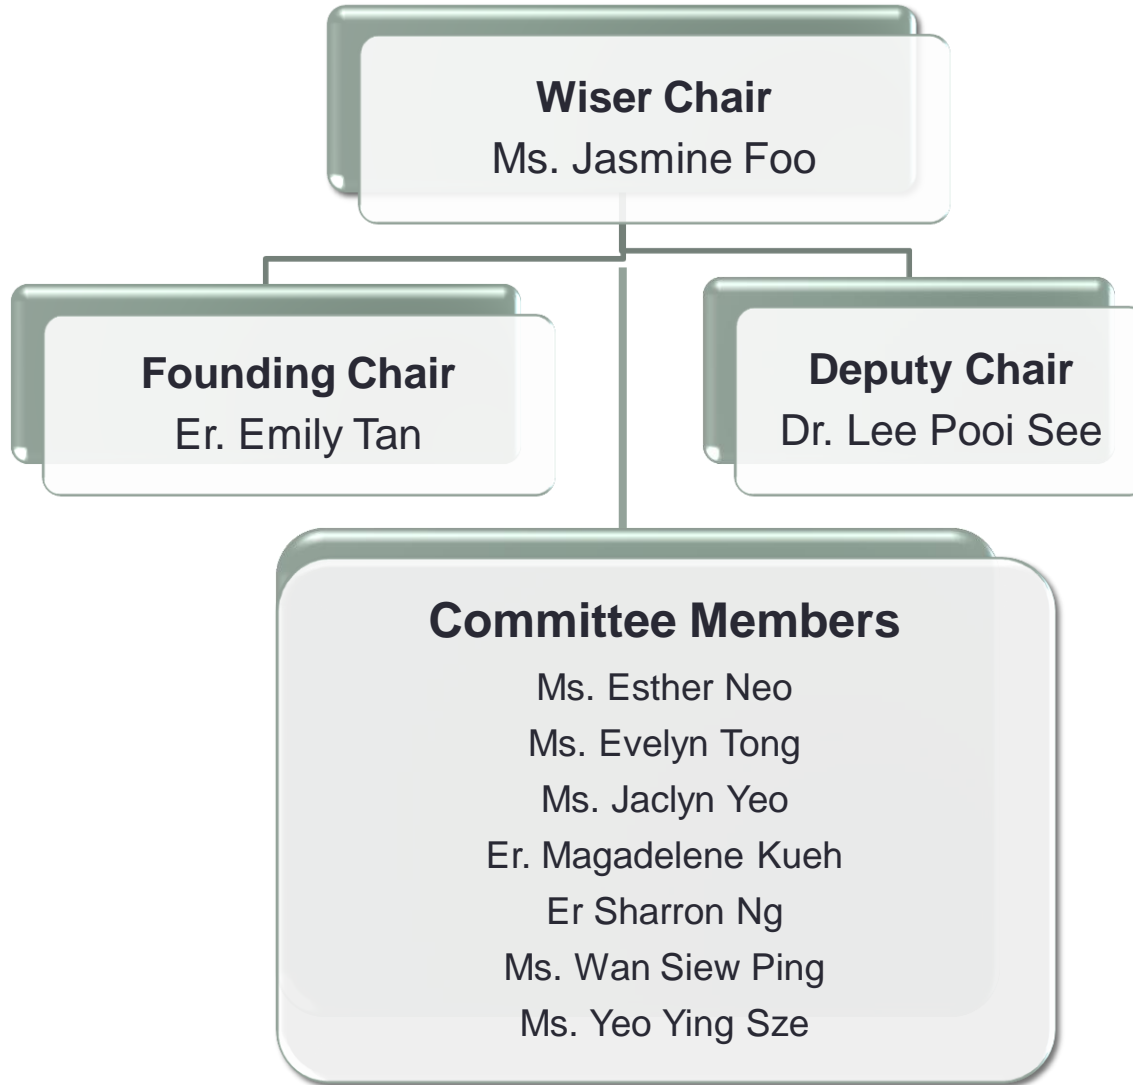 Wiser Chair
Ms. Jasmine Foo
Founding Chair
Er. Emily Tan
Deputy Chair
Dr. Lee Pooi See
Committee Members
Ms. Esther Neo
Ms. Evelyn Tong
Ms. Jaclyn Yeo
Er. Magadelene Kueh
Er Sharron Ng
Ms. Wan Siew Ping
Ms. Yeo Ying Sze